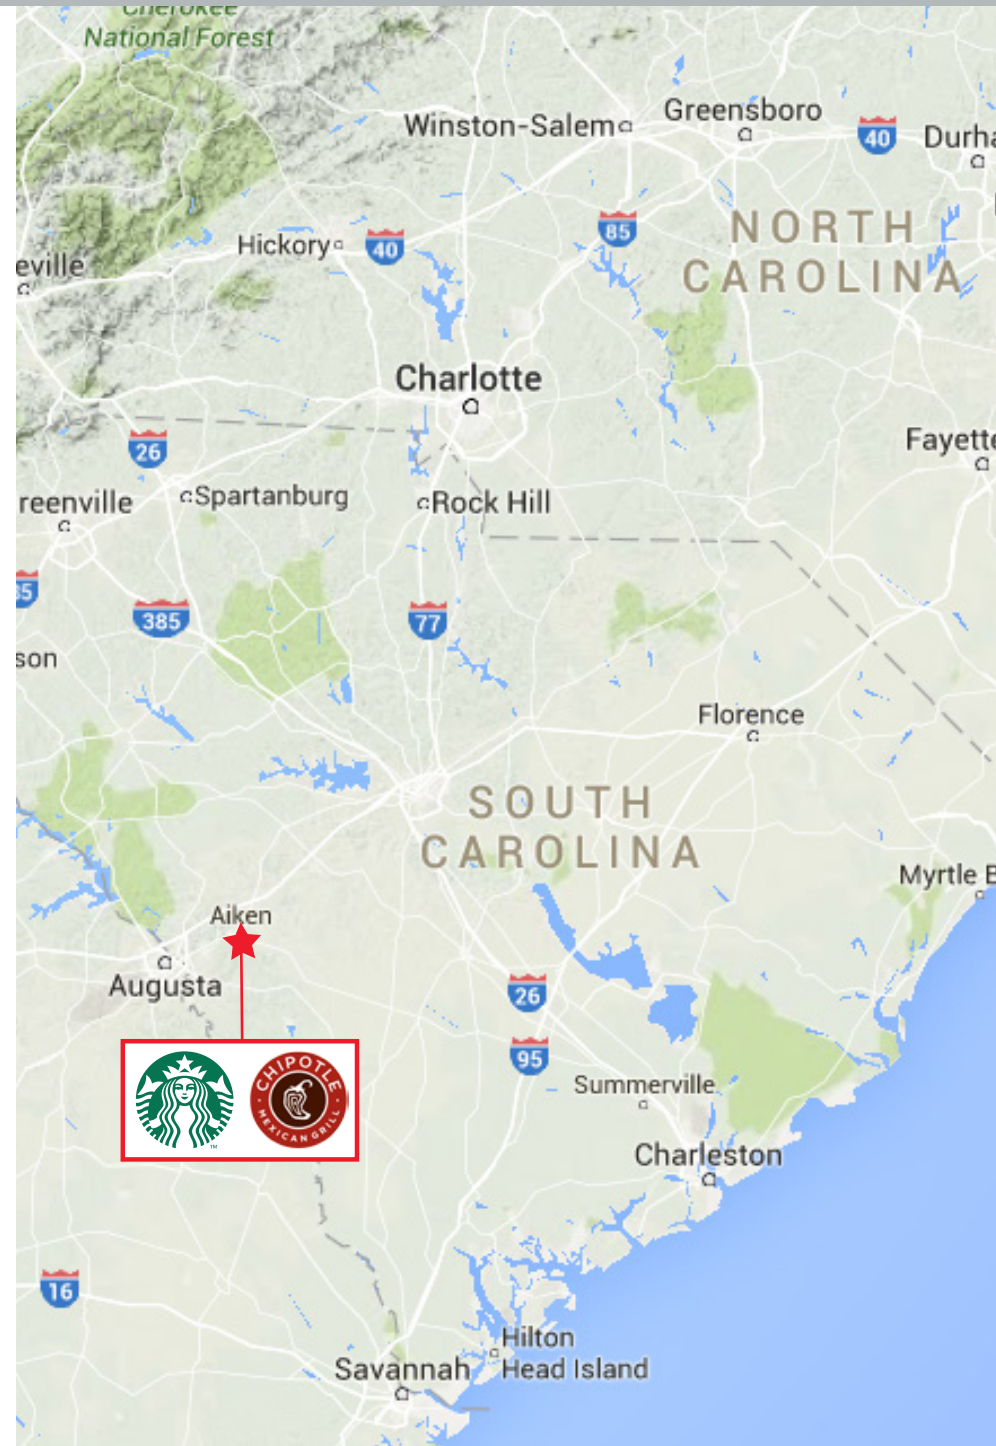 Cherokee
National Forest
Winston-Salem
Greensboro
40
Durha
85
NORTH
CAROLINA
Hickory
40
eville
Charlotte
26
Fayette
reenville
Spartanburg
Rock Hill
85
385
77
son
Florence
SOUTH
CAROLINA
Myrtle B
Aiken
Augusta
26
95
CHIPOTLE
MEXICAN GRILL
TM
Summerville
Charleston
16
Hilton
Head Island
Savannah